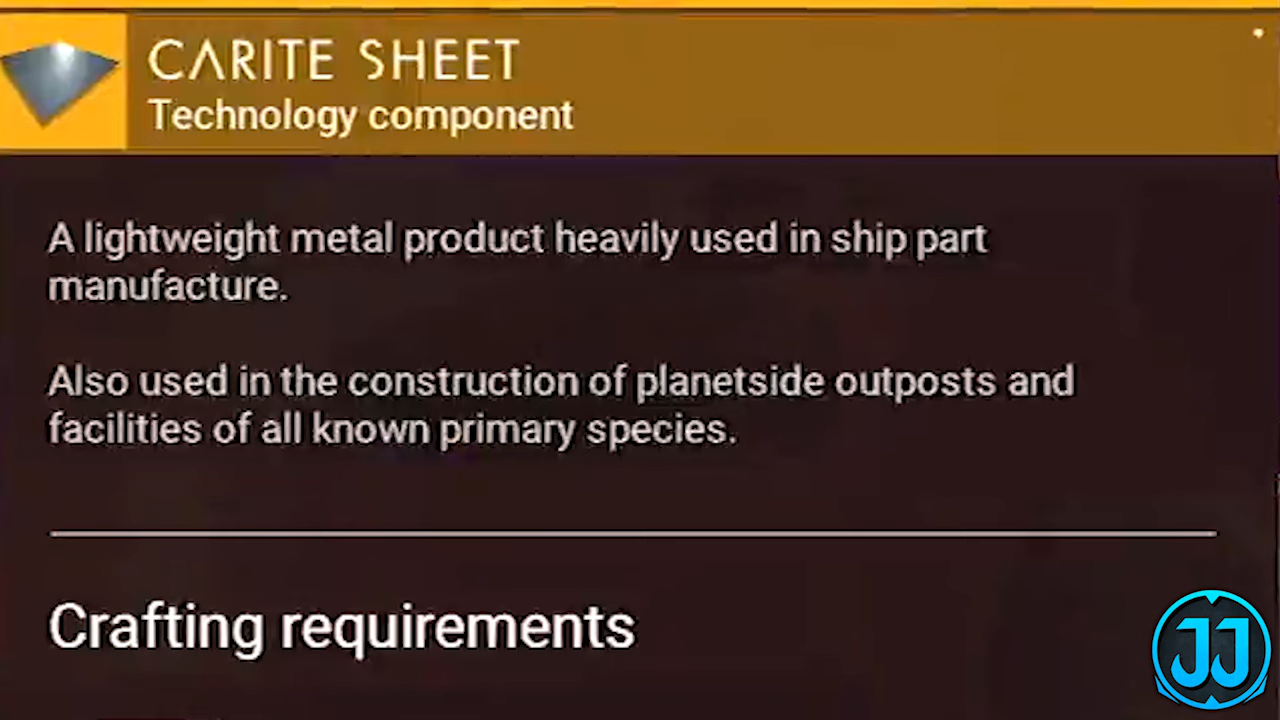 CARITE SHEET
Technology component
A lightweight metal product heavily used in ship part
manufacture.
Also used in the construction of planetside outposts and
facilities of all known primary species.
Crafting requirements
JJ